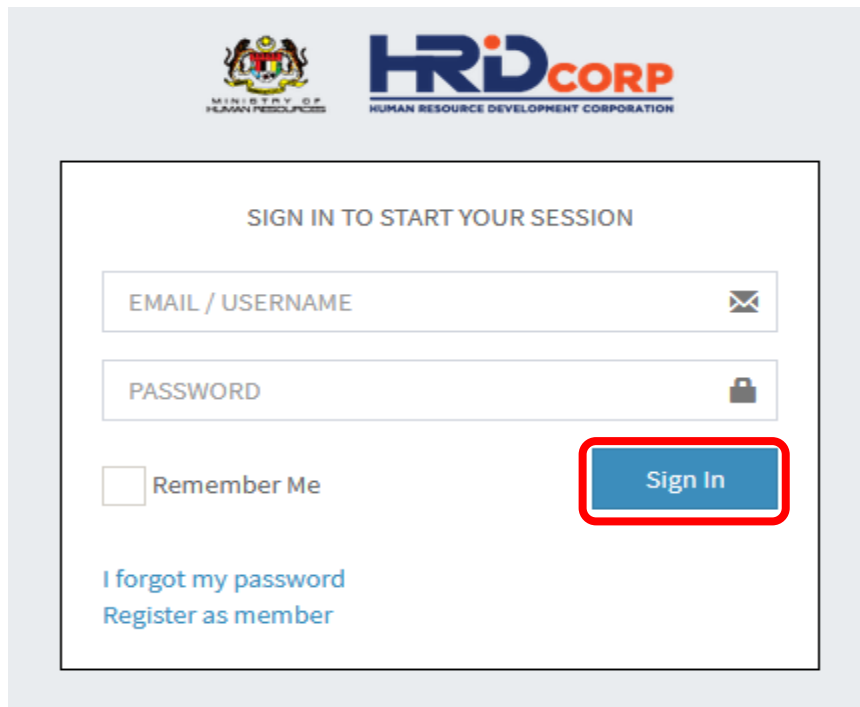 MINISTRY OF
HUMAN RESOURCES
HRDCORP
HUMAN RESOURCE DEVELOPMENT CORPORATION
SIGN IN TO START YOUR SESSION
EMAIL / USERNAME
PASSWORD
Remember Me
Sign In
I forgot my password
Register as member